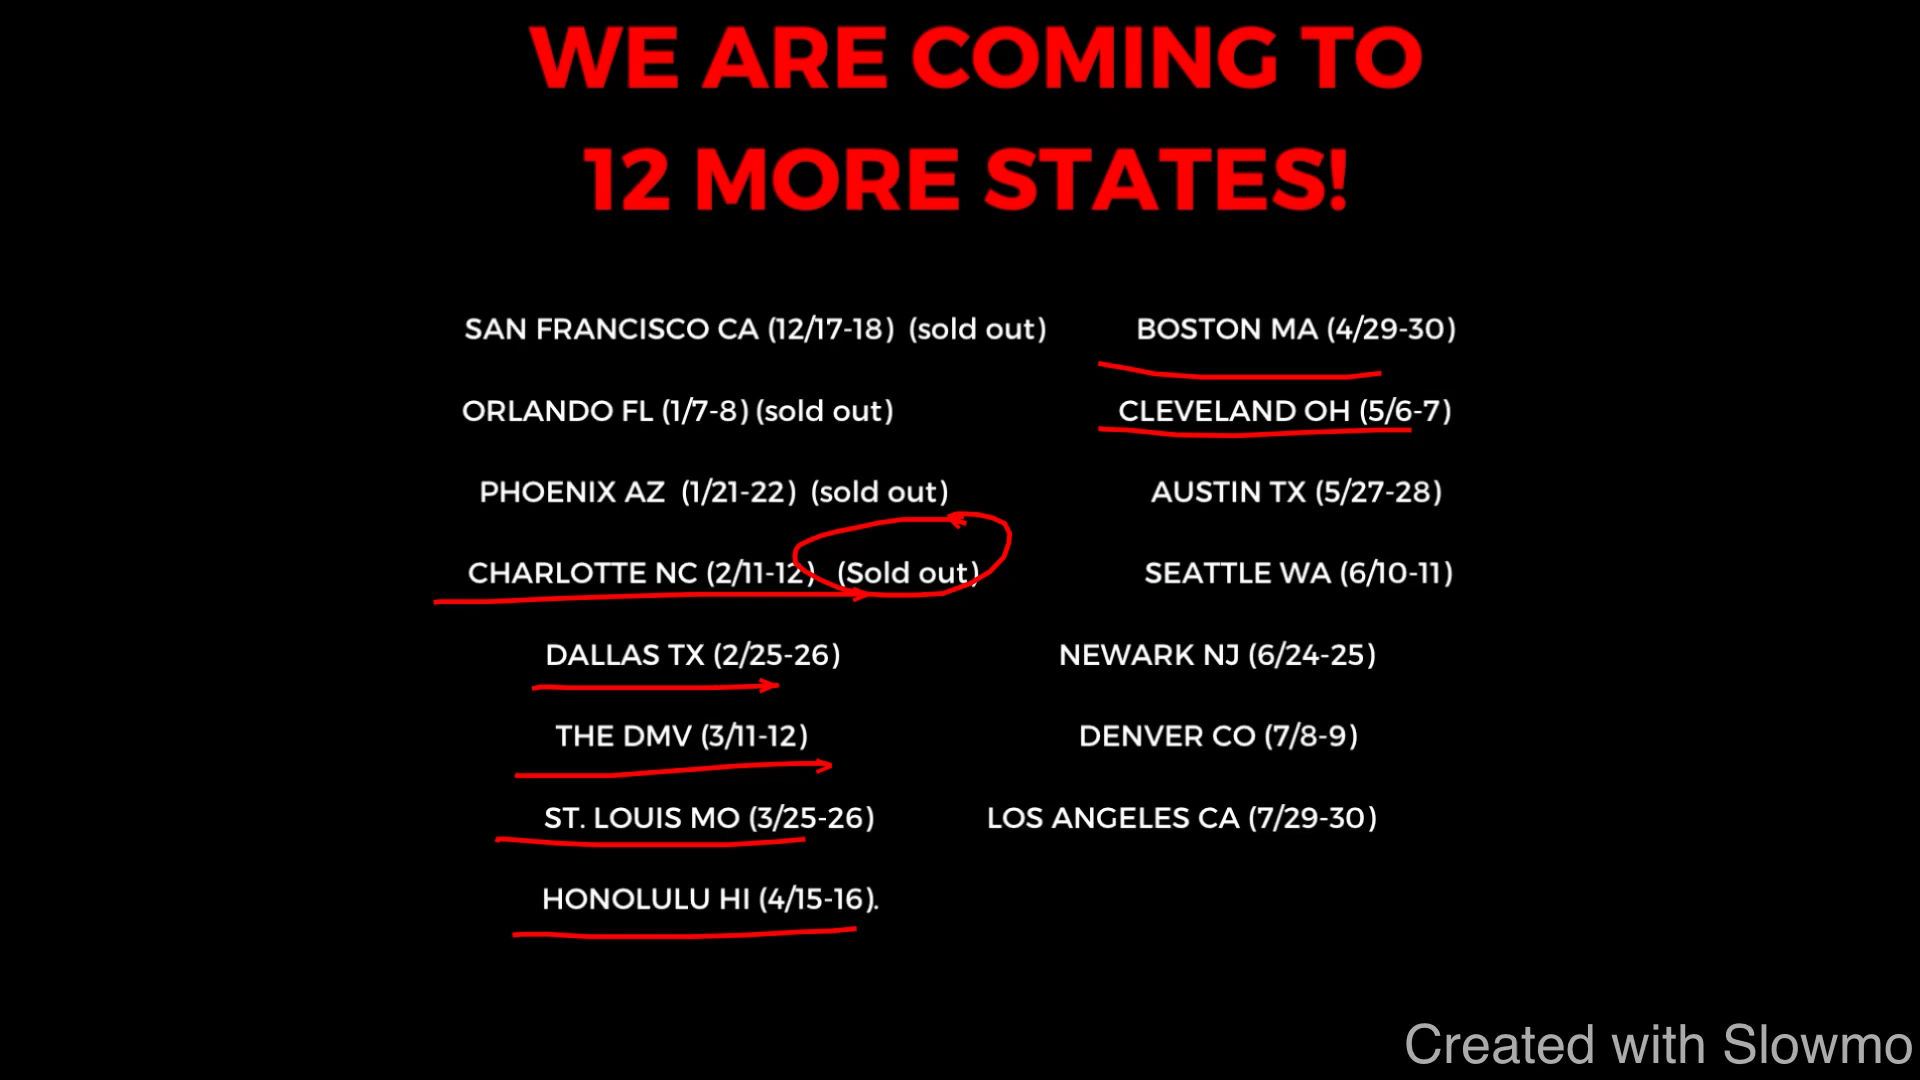 WE ARE COMING TO
12 MORE STATES!
SAN FRANCISCO CA (12/17-18) (sold out)
ORLANDO FL (1/7-8) (sold out)
PHOENIX AZ (1/21-22) (sold out)
CHARLOTTE NC (2/11-12) (Sold out)
DALLAS TX (2/25-26)
THE DMV (3/11-12)
ST. LOUIS MO (3/25-26)
HONOLULU HI (4/15-16).
BOSTON MA (4/29-30)
CLEVELAND OH (5/6-7)
AUSTIN TX (5/27-28)
SEATTLE WA (6/10-11)
NEWARK NJ (6/24-25)
DENVER CO (7/8-9)
LOS ANGELES CA (7/29-30)
Created with Slowmo